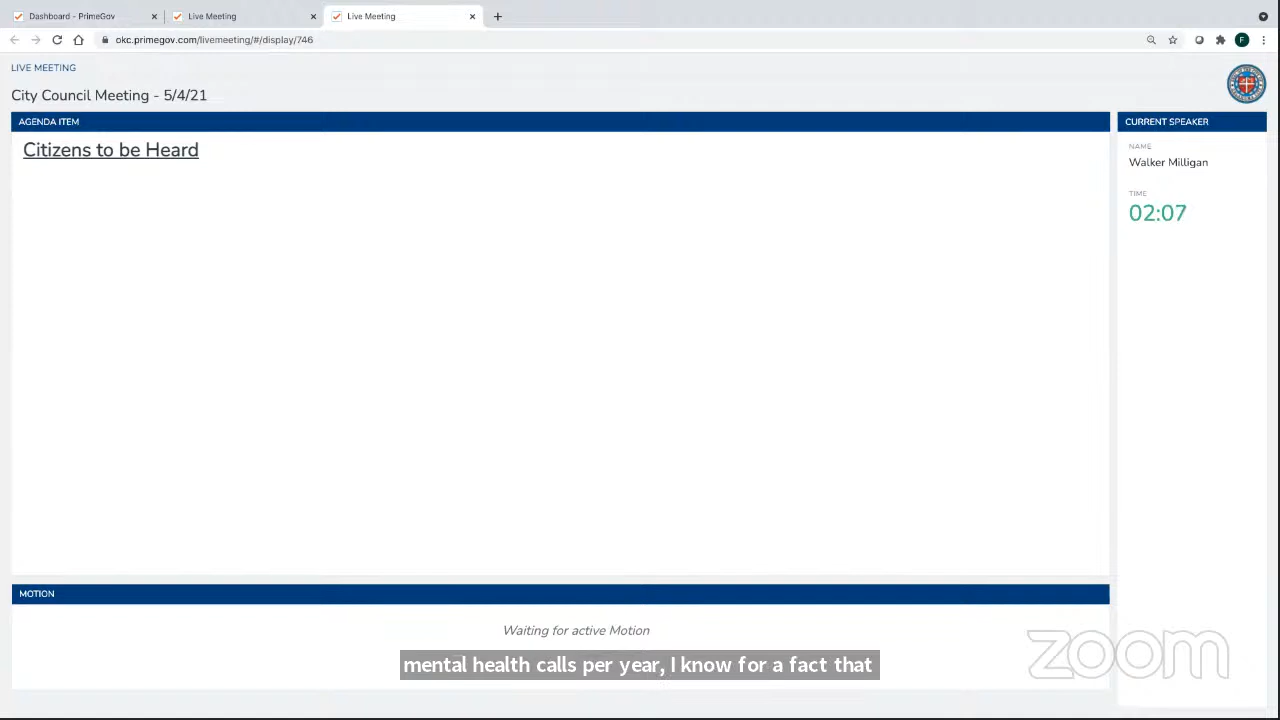 Dashboard - PrimeGov
Live Meeting
Live Meeting
okc.primegov.com/livemeeting/#/display/746
F
LIVE MEETING
City Council Meeting - 5/4/21
AGENDA ITEM
Citizens to be Heard
CURRENT SPEAKER
NAME
Walker Milligan
TIME
02:07
MOTION
Waiting for active Motion
mental health calls per year, I know for a fact that
zoom